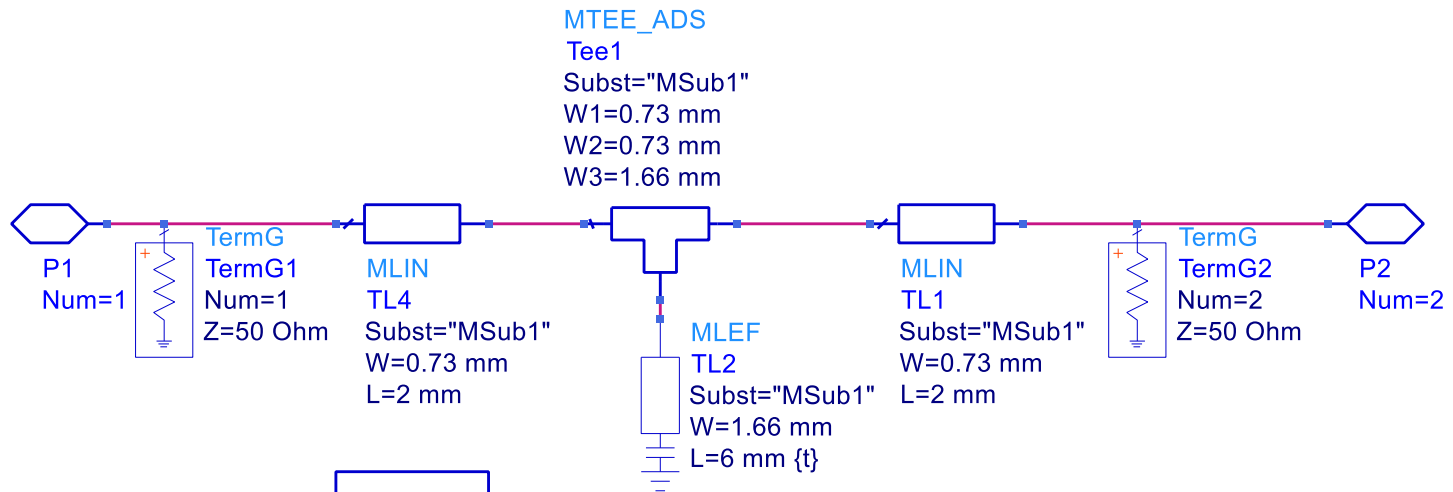 MTEE_ADS
Tee1
Subst="MSub1"
W1=0.73 mm
W2=0.73 mm
W3=1.66 mm
P1
Num=1
+
TermG
TermG1
Num=1
Z=50 Ohm
MLIN
TL4
Subst="MSub1"
W=0.73 mm
L=2 mm
MLEF
TL2
Subst="MSub1"
W=1.66 mm
L=6 mm {t}
MLIN
TL1
Subst="MSub1"
W=0.73 mm
L=2 mm
+
TermG
TermG2
Num=2
Z=50 Ohm
P2
Num=2